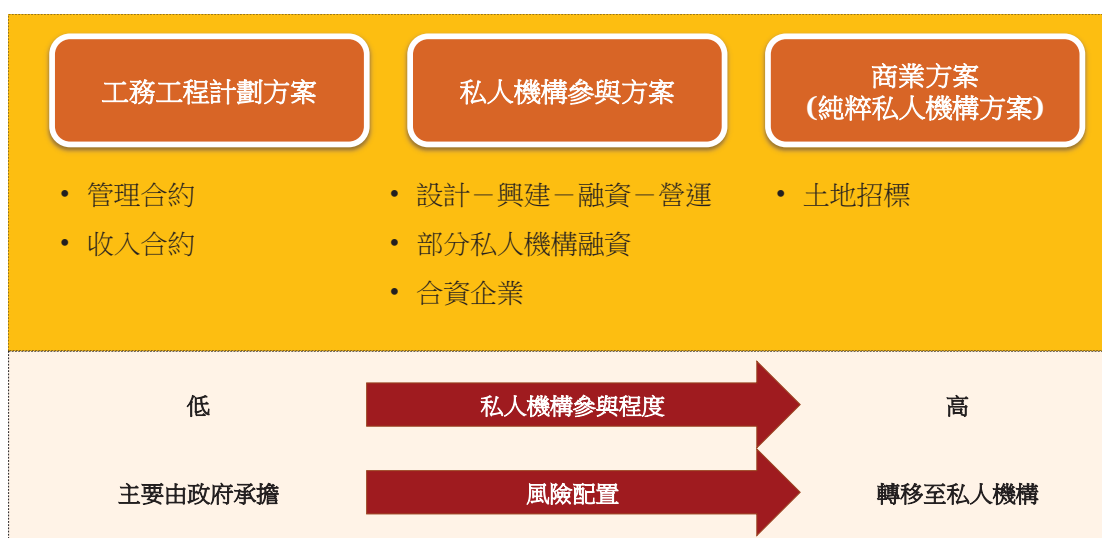 工務工程計劃方案
私人機構參與方案
商業方案
(純粹私人機構方案)
• 管理合約
• 收入合約
• 設計－興建－融資－營運
• 部分私人機構融資
• 合資企業
• 土地招標
低
私人機構參與程度
高
主要由政府承擔
風險配置
轉移至私人機構